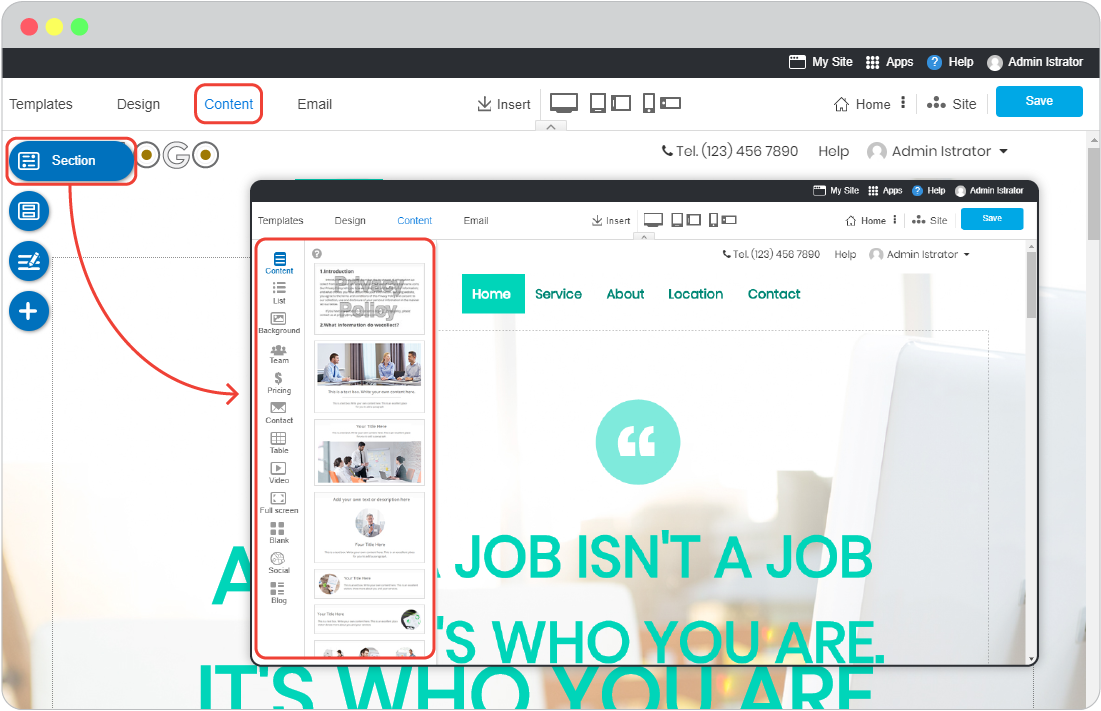 My Site Apps ? Help Admin Istrator
Templates Design Content Email Insert Home Site Save
Section
OGO Tel. (123) 456 7890 Help Admin Istrator
My Site Apps ? Help Admin Istrator
Templates Design Content Email Insert Home Site Save
Tel. (123) 456 7890 Help Admin Istrator
Home Service About Location Contact
Content
List
Background
Team
Pricing
Contact
Table
Video
Full screen
Blank
Social
Blog
?
1.Introduction
Privacy
Policy
2.What information do we collect?
This is a text box. Write your own content here.
Your Title Here
Add your own text or description here
Your Title Here
Your Title Here
Your Title Here
“
A JOB ISN'T A JOB
'S WHO YOU ARE.
IT'S WHO YOU ARE